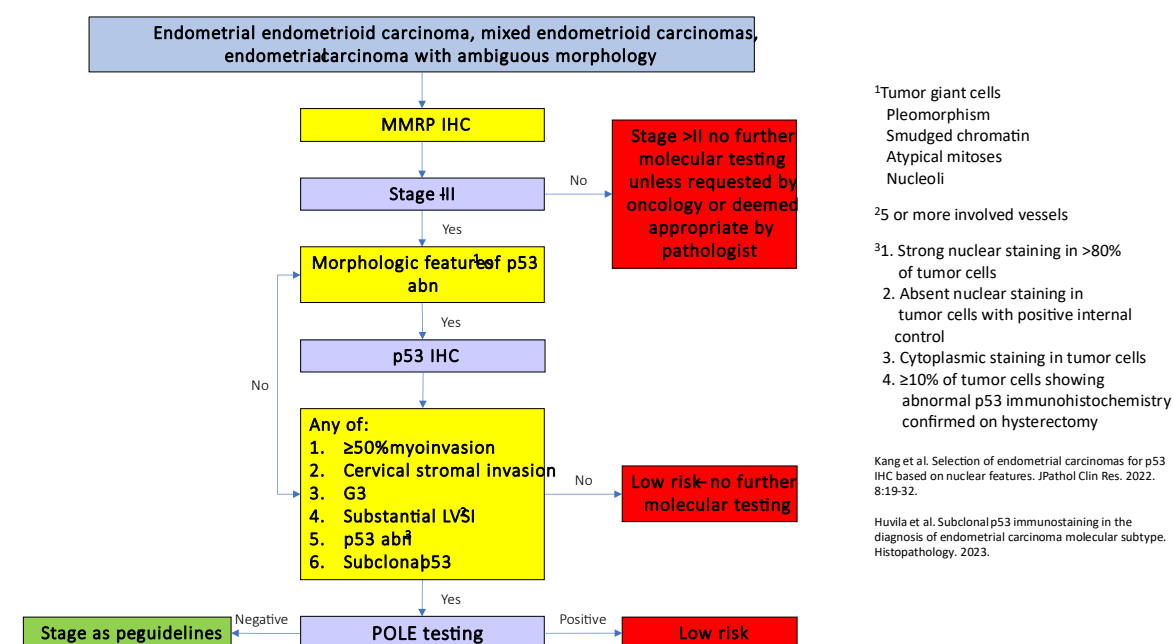 Endometrial endometrioid carcinoma, mixed endometrioid carcinomas,
endometrial carcinoma with ambiguous morphology
MMRP IHC
Stage I-II
No
Stage >II no further
molecular testing
unless requested by
oncology or deemed
appropriate by
pathologist
Yes
Morphologic features¹ of p53
abn
Yes
p53 IHC
No
Any of:
1. ≥50%myoinvasion
2. Cervical stromal invasion
3. G3
4. Substantial LVSI²
5. p53 abn³
6. Subclonal p53
No
Low risk – no further
molecular testing
Yes
POLE testing
Negative
Stage as per guidelines
Positive
Low risk
¹Tumor giant cells
Pleomorphism
Smudged chromatin
Atypical mitoses
Nucleoli
²5 or more involved vessels
³1. Strong nuclear staining in >80%
of tumor cells
2. Absent nuclear staining in
tumor cells with positive internal
control
3. Cytoplasmic staining in tumor cells
4. ≥10% of tumor cells showing
abnormal p53 immunohistochemistry
confirmed on hysterectomy
Kang et al. Selection of endometrial carcinomas for p53
IHC based on nuclear features. JPathol Clin Res. 2022.
8:19-32.
Huvila et al. Subclonal p53 immunostaining in the
diagnosis of endometrial carcinoma molecular subtype.
Histopathology. 2023.